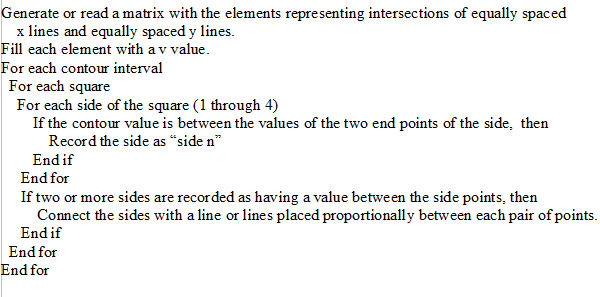 Generate or read a matrix with the elements representing intersections of equally spaced
x lines and equally spaced y lines.
Fill each element with a v value.
For each contour interval
For each square
For each side of the square (1 through 4)
If the contour value is between the values of the two end points of the side, then
Record the side as “side n”
End if
End for
If two or more sides are recorded as having a value between the side points, then
Connect the sides with a line or lines placed proportionally between each pair of points.
End if
End for
End for